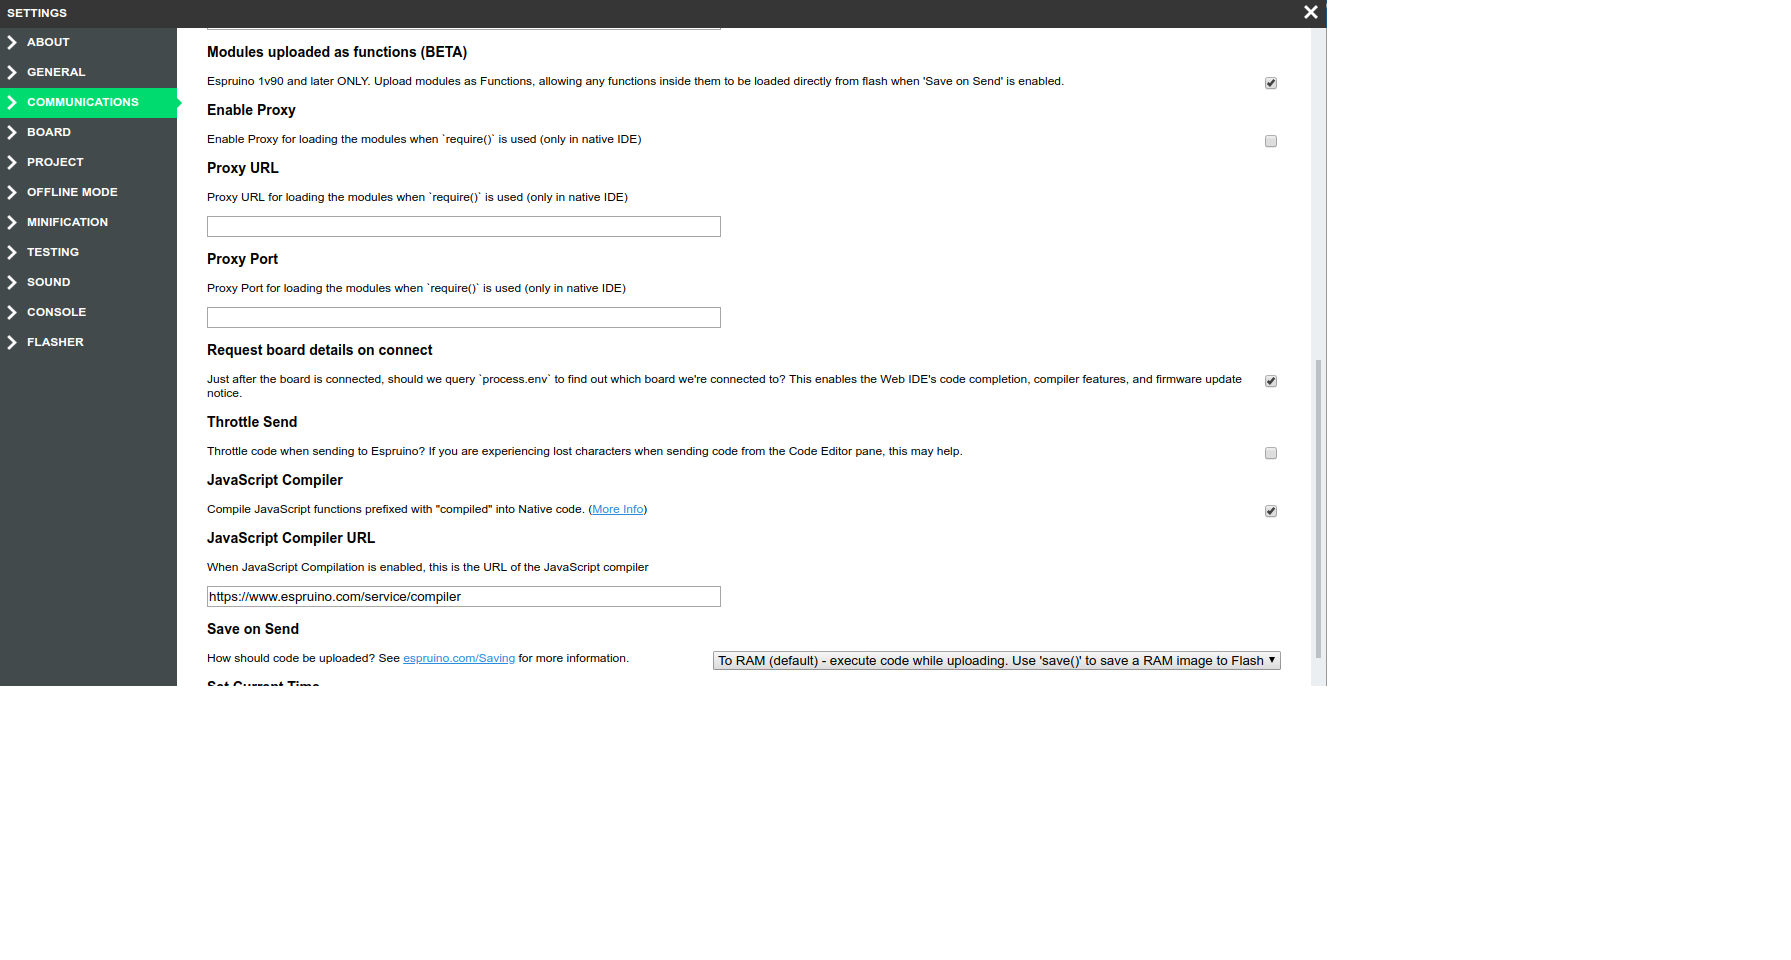 SETTINGS
ABOUT
GENERAL
COMMUNICATIONS
BOARD
PROJECT
OFFLINE MODE
MINIFICATION
TESTING
SOUND
CONSOLE
FLASHER
Modules uploaded as functions (BETA)
Espruino 1v90 and later ONLY. Upload modules as Functions, allowing any functions inside them to be loaded directly from flash when 'Save on Send' is enabled.
Enable Proxy
Enable Proxy for loading the modules when `require()` is used (only in native IDE)
Proxy URL
Proxy URL for loading the modules when `require()` is used (only in native IDE)
Proxy Port
Proxy Port for loading the modules when `require()` is used (only in native IDE)
Request board details on connect
Just after the board is connected, should we query `process.env` to find out which board we're connected to? This enables the Web IDE's code completion, compiler features, and firmware update
notice.
Throttle Send
Throttle code when sending to Espruino? If you are experiencing lost characters when sending code from the Code Editor pane, this may help.
JavaScript Compiler
Compile JavaScript functions prefixed with "compiled" into Native code. (More Info)
JavaScript Compiler URL
When JavaScript Compilation is enabled, this is the URL of the JavaScript compiler
https://www.espruino.com/service/compiler
Save on Send
How should code be uploaded? See espruino.com/Saving for more information.
To RAM (default) - execute code while uploading. Use 'save()' to save a RAM image to Flash
Set Current Time